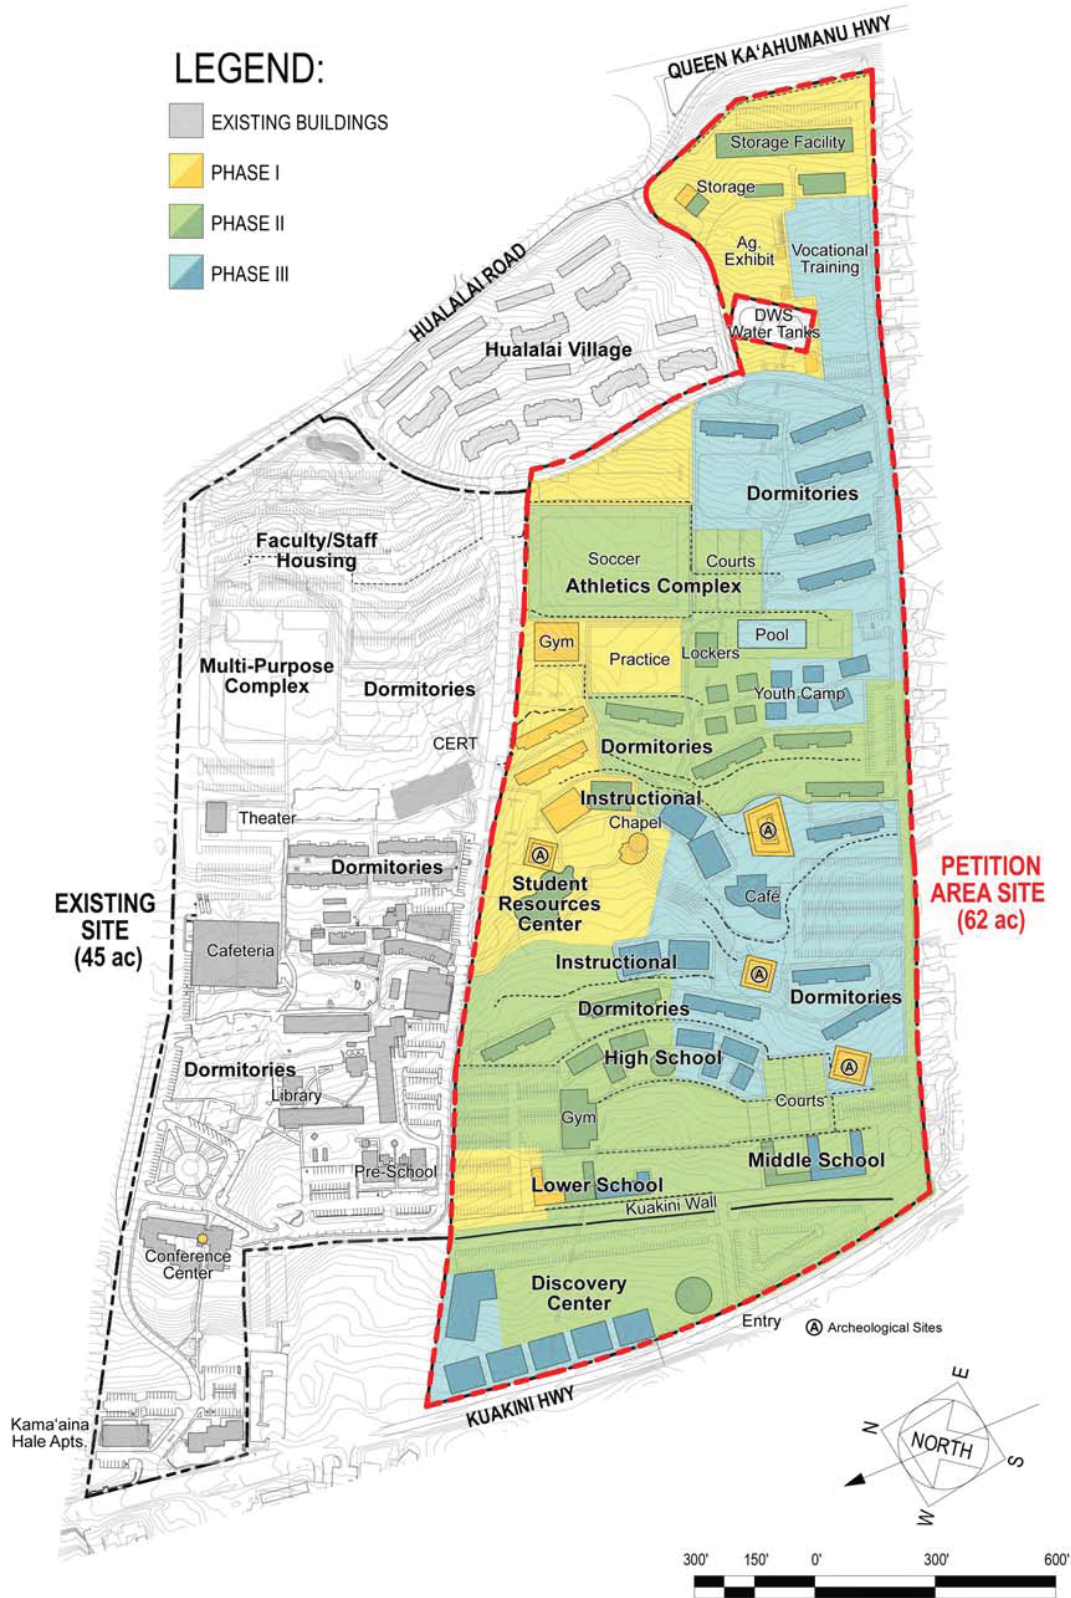 QUEEN KA‘AHUMANU HWY
LEGEND:
EXISTING BUILDINGS
PHASE I
PHASE II
PHASE III
Storage Facility
Storage
Ag.
Exhibit
Vocational
Training
DWS
Water Tanks
HUALALAI ROAD
Hualalai Village
Dormitories
Faculty/Staff
Housing
Soccer
Courts
Athletics Complex
Gym
Practice
Lockers
Pool
Youth Camp
Multi-Purpose
Complex
Dormitories
CERT
Dormitories
Instructional
Chapel
Theater
Dormitories
A
A
Student
Resources
Center
Café
PETITION
AREA SITE
(62 ac)
EXISTING
SITE
(45 ac)
Cafeteria
Instructional
A
Dormitories
Dormitories
High School
A
Dormitories
Library
Gym
Courts
Pre-School
Lower School
Middle School
Kuakini Wall
Conference
Center
Discovery
Center
Entry
A Archeological Sites
KUAKINI HWY
Kama‘aina
Hale Apts.
E
N
NORTH
S
W
300' 150' 0' 300' 600'